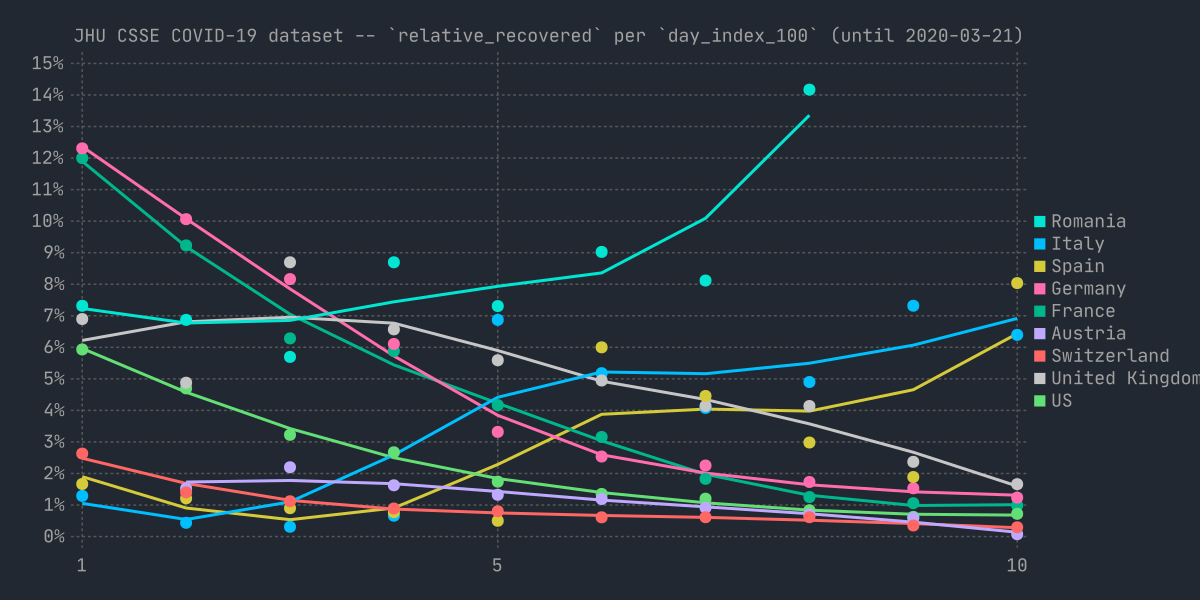 JHU CSSE COVID-19 dataset -- `relative_recovered` per `day_index_100` (until 2020-03-21)
15%
14%
13%
12%
11%
10%
9%
8%
7%
6%
5%
4%
3%
2%
1%
0%
1 5 10
Romania
Italy
Spain
Germany
France
Austria
Switzerland
United Kingdom
US